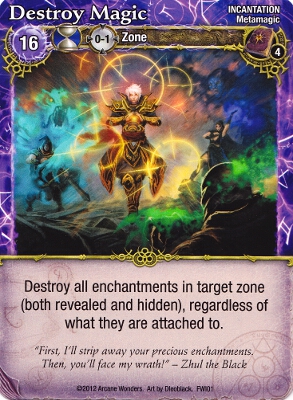 Destroy Magic
INCANTATION
Metamagic
16
0-1
Zone
4
Destroy all enchantments in target zone
(both revealed and hidden), regardless of
what they are attached to.
"First, I'll strip away your precious enchantments.
Then, you'll face my wrath!" – Zhul the Black
©2012 Arcane Wonders. Art by Dleoblack. FWI01